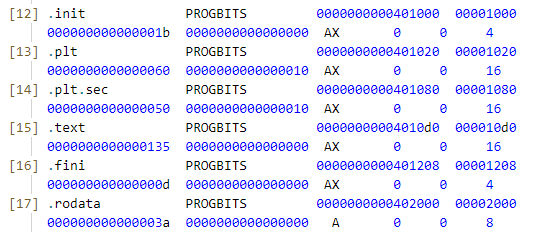 [12] .init PROGBITS 0000000000401000 00001000
000000000000001b 0000000000000000 AX 0 0 4
[13] .plt PROGBITS 0000000000401020 00001020
0000000000000060 0000000000000010 AX 0 0 16
[14] .plt.sec PROGBITS 0000000000401080 00001080
0000000000000050 0000000000000010 AX 0 0 16
[15] .text PROGBITS 00000000004010d0 000010d0
0000000000000135 0000000000000000 AX 0 0 16
[16] .fini PROGBITS 0000000000401208 00001208
000000000000000d 0000000000000000 AX 0 0 4
[17] .rodata PROGBITS 0000000000402000 00002000
000000000000003a 0000000000000000 A 0 0 8